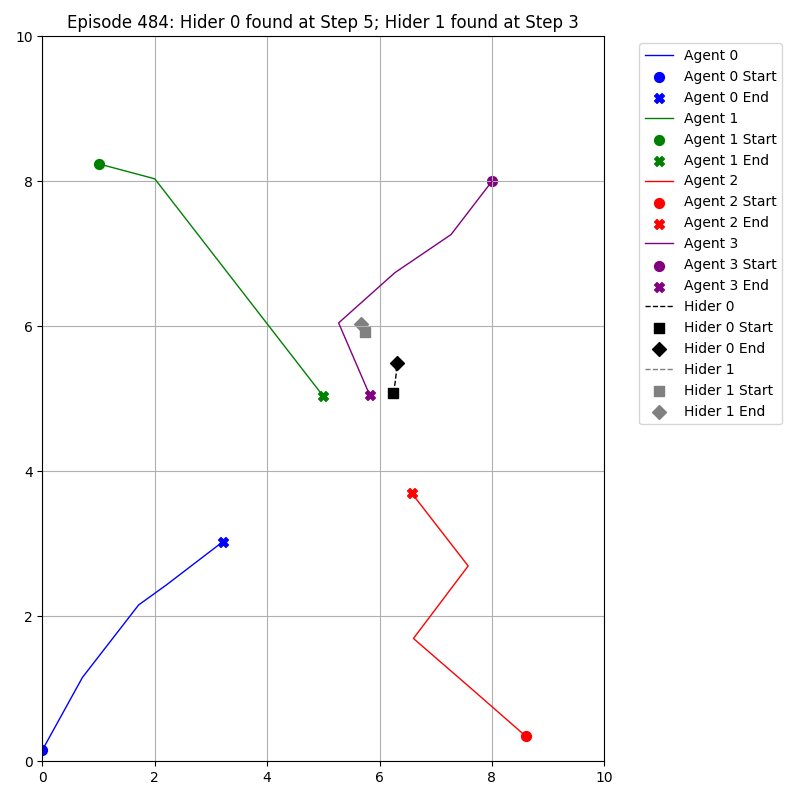 Episode 484: Hider 0 found at Step 5; Hider 1 found at Step 3
10
8
6
4
2
0
0 2 4 6 8 10
Agent 0
Agent 0 Start
Agent 0 End
Agent 1
Agent 1 Start
Agent 1 End
Agent 2
Agent 2 Start
Agent 2 End
Agent 3
Agent 3 Start
Agent 3 End
Hider 0
Hider 0 Start
Hider 0 End
Hider 1
Hider 1 Start
Hider 1 End